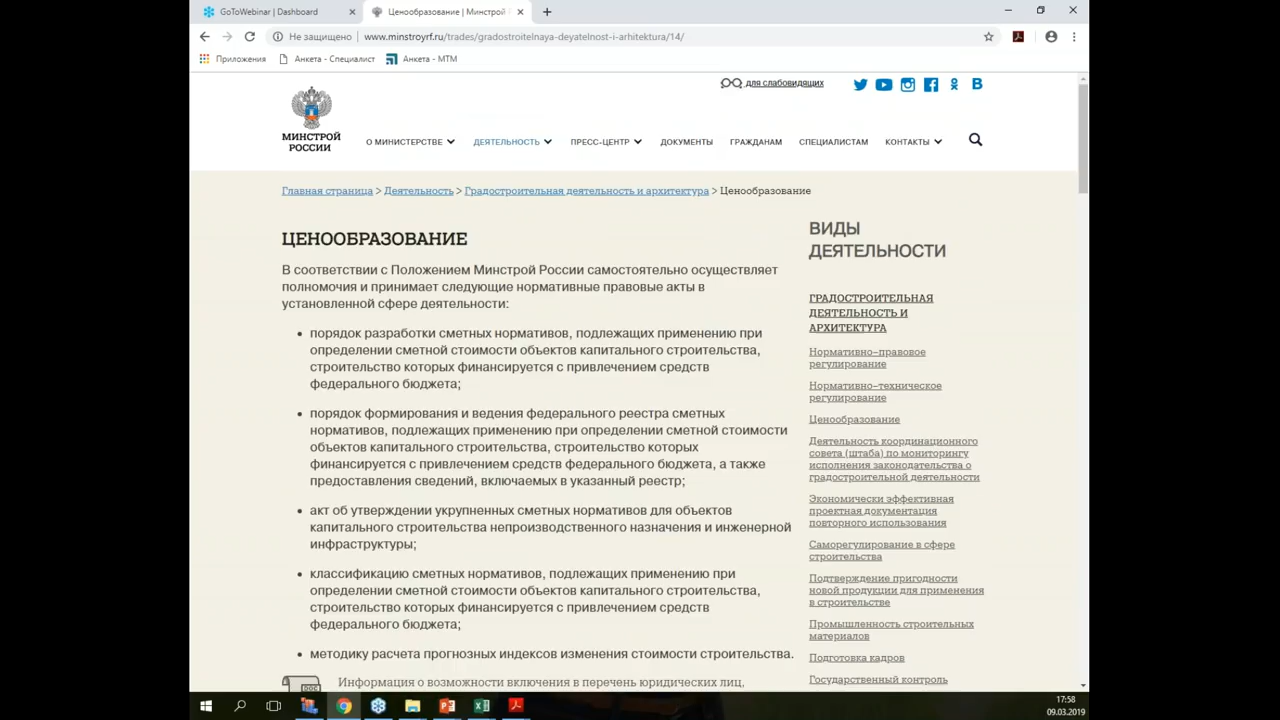 GoToWebinar | Dashboard
Ценообразование | Минстрой
Не защищено
www.minstroyrf.ru/trades/gradostroitelnaya-deyatelnost-i-arhitektura/14/
Приложения
Анкета - Специалист
Анкета - МТМ
для слабовидящих
МИНСТРОЙ
РОССИИ
О МИНИСТЕРСТВЕ
ДЕЯТЕЛЬНОСТЬ
ПРЕСС-ЦЕНТР
ДОКУМЕНТЫ
ГРАЖДАНАМ
СПЕЦИАЛИСТАМ
КОНТАКТЫ
Главная страница > Деятельность > Градостроительная деятельность и архитектура > Ценообразование
ЦЕНООБРАЗОВАНИЕ
В соответствии с Положением Минстрой России самостоятельно осуществляет
полномочия и принимает следующие нормативные правовые акты в
установленной сфере деятельности:
• порядок разработки сметных нормативов, подлежащих применению при
определении сметной стоимости объектов капитального строительства,
строительство которых финансируется с привлечением средств
федерального бюджета;
• порядок формирования и ведения федерального реестра сметных
нормативов, подлежащих применению при определении сметной стоимости
объектов капитального строительства, строительство которых
финансируется с привлечением средств федерального бюджета, а также
предоставления сведений, включаемых в указанный реестр;
• акт об утверждении укрупненных сметных нормативов для объектов
капитального строительства непроизводственного назначения и инженерной
инфраструктуры;
• классификацию сметных нормативов, подлежащих применению при
определении сметной стоимости объектов капитального строительства,
строительство которых финансируется с привлечением средств
федерального бюджета;
• методику расчета прогнозных индексов изменения стоимости строительства.
DOC
Информация о возможности включения в перечень юридических лиц,
ВИДЫ
ДЕЯТЕЛЬНОСТИ
ГРАДОСТРОИТЕЛЬНАЯ
ДЕЯТЕЛЬНОСТЬ И
АРХИТЕКТУРА
Нормативно-правовое
регулирование
Нормативно-техническое
регулирование
Ценообразование
Деятельность координационного
совета (штаба) по мониторингу
исполнения законодательства о
градостроительной деятельности
Экономически эффективная
проектная документация
повторного использования
Саморегулирование в сфере
строительства
Подтверждение пригодности
новой продукции для применения
в строительстве
Промышленность строительных
материалов
Подготовка кадров
Государственный контроль
17:58
09.03.2019